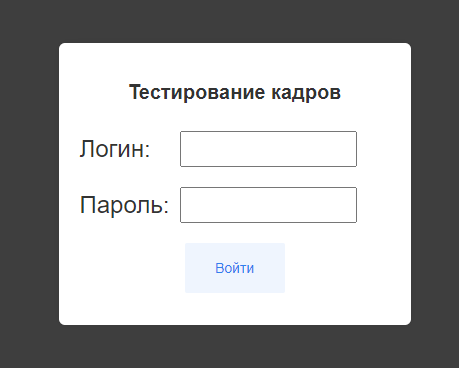 Тестирование кадров
Логин:
Пароль:
Войти